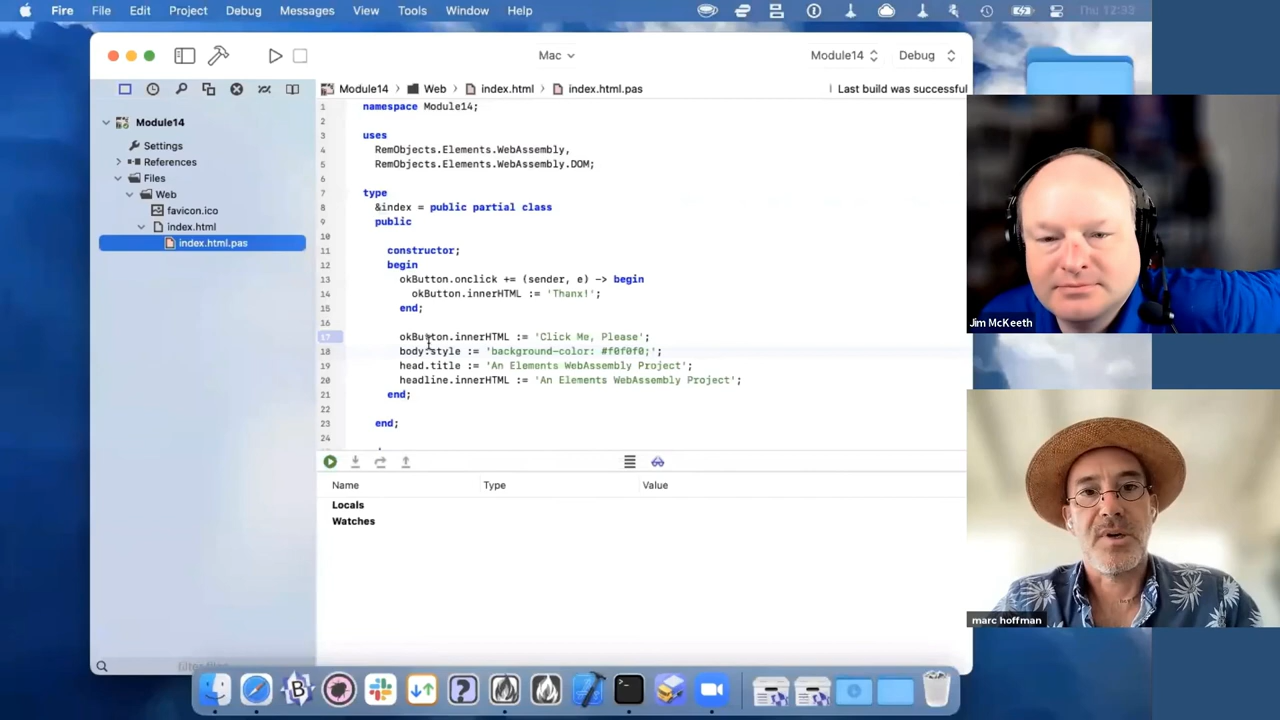 Fire File Edit Project Debug Messages View Tools Window Help Thu 12:33
Mac Module14 Debug
Module14 Web index.html index.html.pas Last build was successful
Module14
Settings
References
Files
Web
favicon.ico
index.html
index.html.pas
1 namespace Module14;
2
3 uses
4 RemObjects.Elements.WebAssembly,
5 RemObjects.Elements.WebAssembly.DOM;
6
7 type
8 &index = public partial class
9 public
10
11 constructor;
12 begin
13 okButton.onclick += (sender, e) -> begin
14 okButton.innerHTML := 'Thanx!';
15 end;
16
17 okButton.innerHTML := 'Click Me, Please';
18 body.style := 'background-color: #f0f0f0;';
19 head.title := 'An Elements WebAssembly Project';
20 headline.innerHTML := 'An Elements WebAssembly Project';
21 end;
22
23 end;
24
Name Type Value
Locals
Watches
filter files
Jim McKeeth
marc hoffman